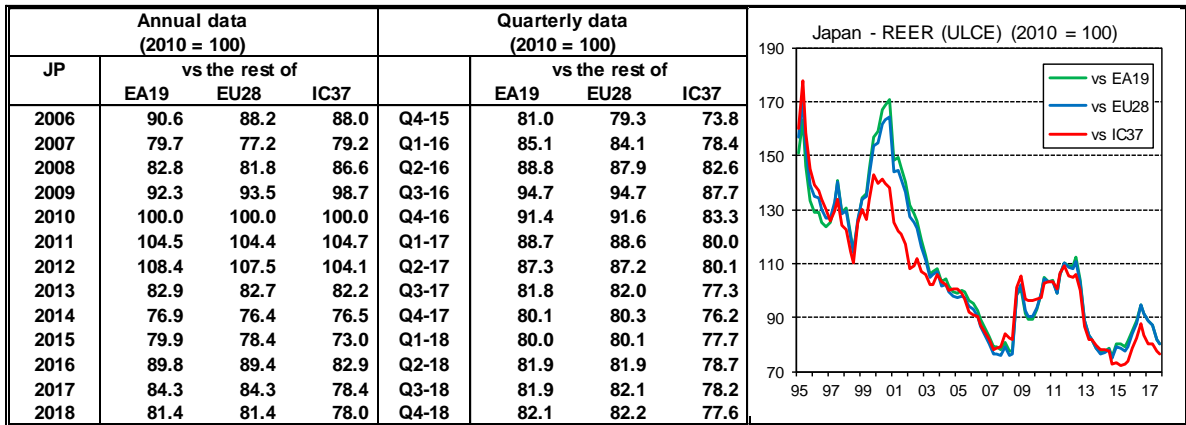 Annual data Quarterly data
(2010 = 100) (2010 = 100)
JP vs the rest of vs the rest of
EA19 EU28 IC37 EA19 EU28 IC37
2006 90.6 88.2 88.0 Q4-15 81.0 79.3 73.8
2007 79.7 77.2 79.2 Q1-16 85.1 84.1 78.4
2008 82.8 81.8 86.6 Q2-16 88.8 87.9 82.6
2009 92.3 93.5 98.7 Q3-16 94.7 94.7 87.7
2010 100.0 100.0 100.0 Q4-16 91.4 91.6 83.3
2011 104.5 104.4 104.7 Q1-17 88.7 88.6 80.0
2012 108.4 107.5 104.1 Q2-17 87.3 87.2 80.1
2013 82.9 82.7 82.2 Q3-17 81.8 82.0 77.3
2014 76.9 76.4 76.5 Q4-17 80.1 80.3 76.2
2015 79.9 78.4 73.0 Q1-18 80.0 80.1 77.7
2016 89.8 89.4 82.9 Q2-18 81.9 81.9 78.7
2017 84.3 84.3 78.4 Q3-18 81.9 82.1 78.2
2018 81.4 81.4 78.0 Q4-18 82.1 82.2 77.6
Japan - REER (ULCE) (2010 = 100)
190
170
150
130
110
90
70
vs EA19
vs EU28
vs IC37
95 97 99 01 03 05 07 09 11 13 15 17